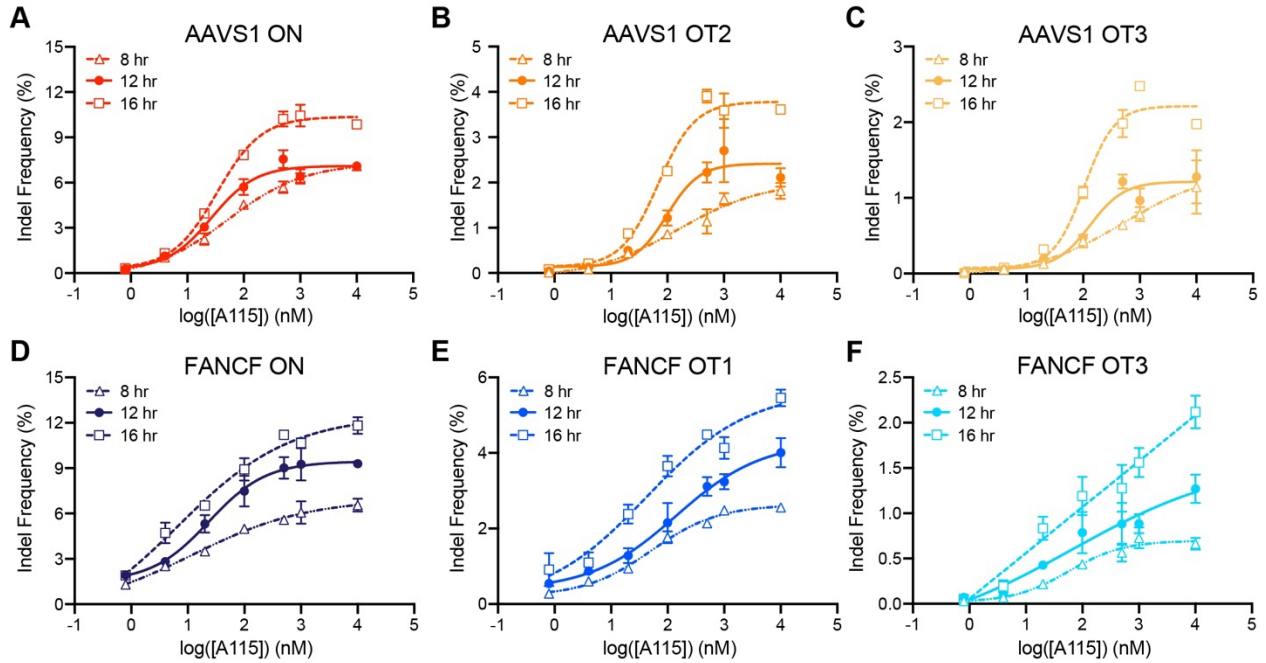 A
AAVS1 ON
8 hr
12 hr
16 hr
15
12
9
6
3
0
-1 0 1 2 3 4 5
Indel Frequency (%)
log([A115]) (nM)
B
AAVS1 OT2
8 hr
12 hr
16 hr
5
4
3
2
1
0
-1 0 1 2 3 4 5
Indel Frequency (%)
log([A115]) (nM)
C
AAVS1 OT3
8 hr
12 hr
16 hr
3
2
1
0
-1 0 1 2 3 4 5
Indel Frequency (%)
log([A115]) (nM)
D
FANCF ON
8 hr
12 hr
16 hr
15
12
9
6
3
0
-1 0 1 2 3 4 5
Indel Frequency (%)
log([A115]) (nM)
E
FANCF OT1
8 hr
12 hr
16 hr
6
4
2
0
-1 0 1 2 3 4 5
Indel Frequency (%)
log([A115]) (nM)
F
FANCF OT3
8 hr
12 hr
16 hr
2.5
2.0
1.5
1.0
0.5
0.0
-1 0 1 2 3 4 5
Indel Frequency (%)
log([A115]) (nM)